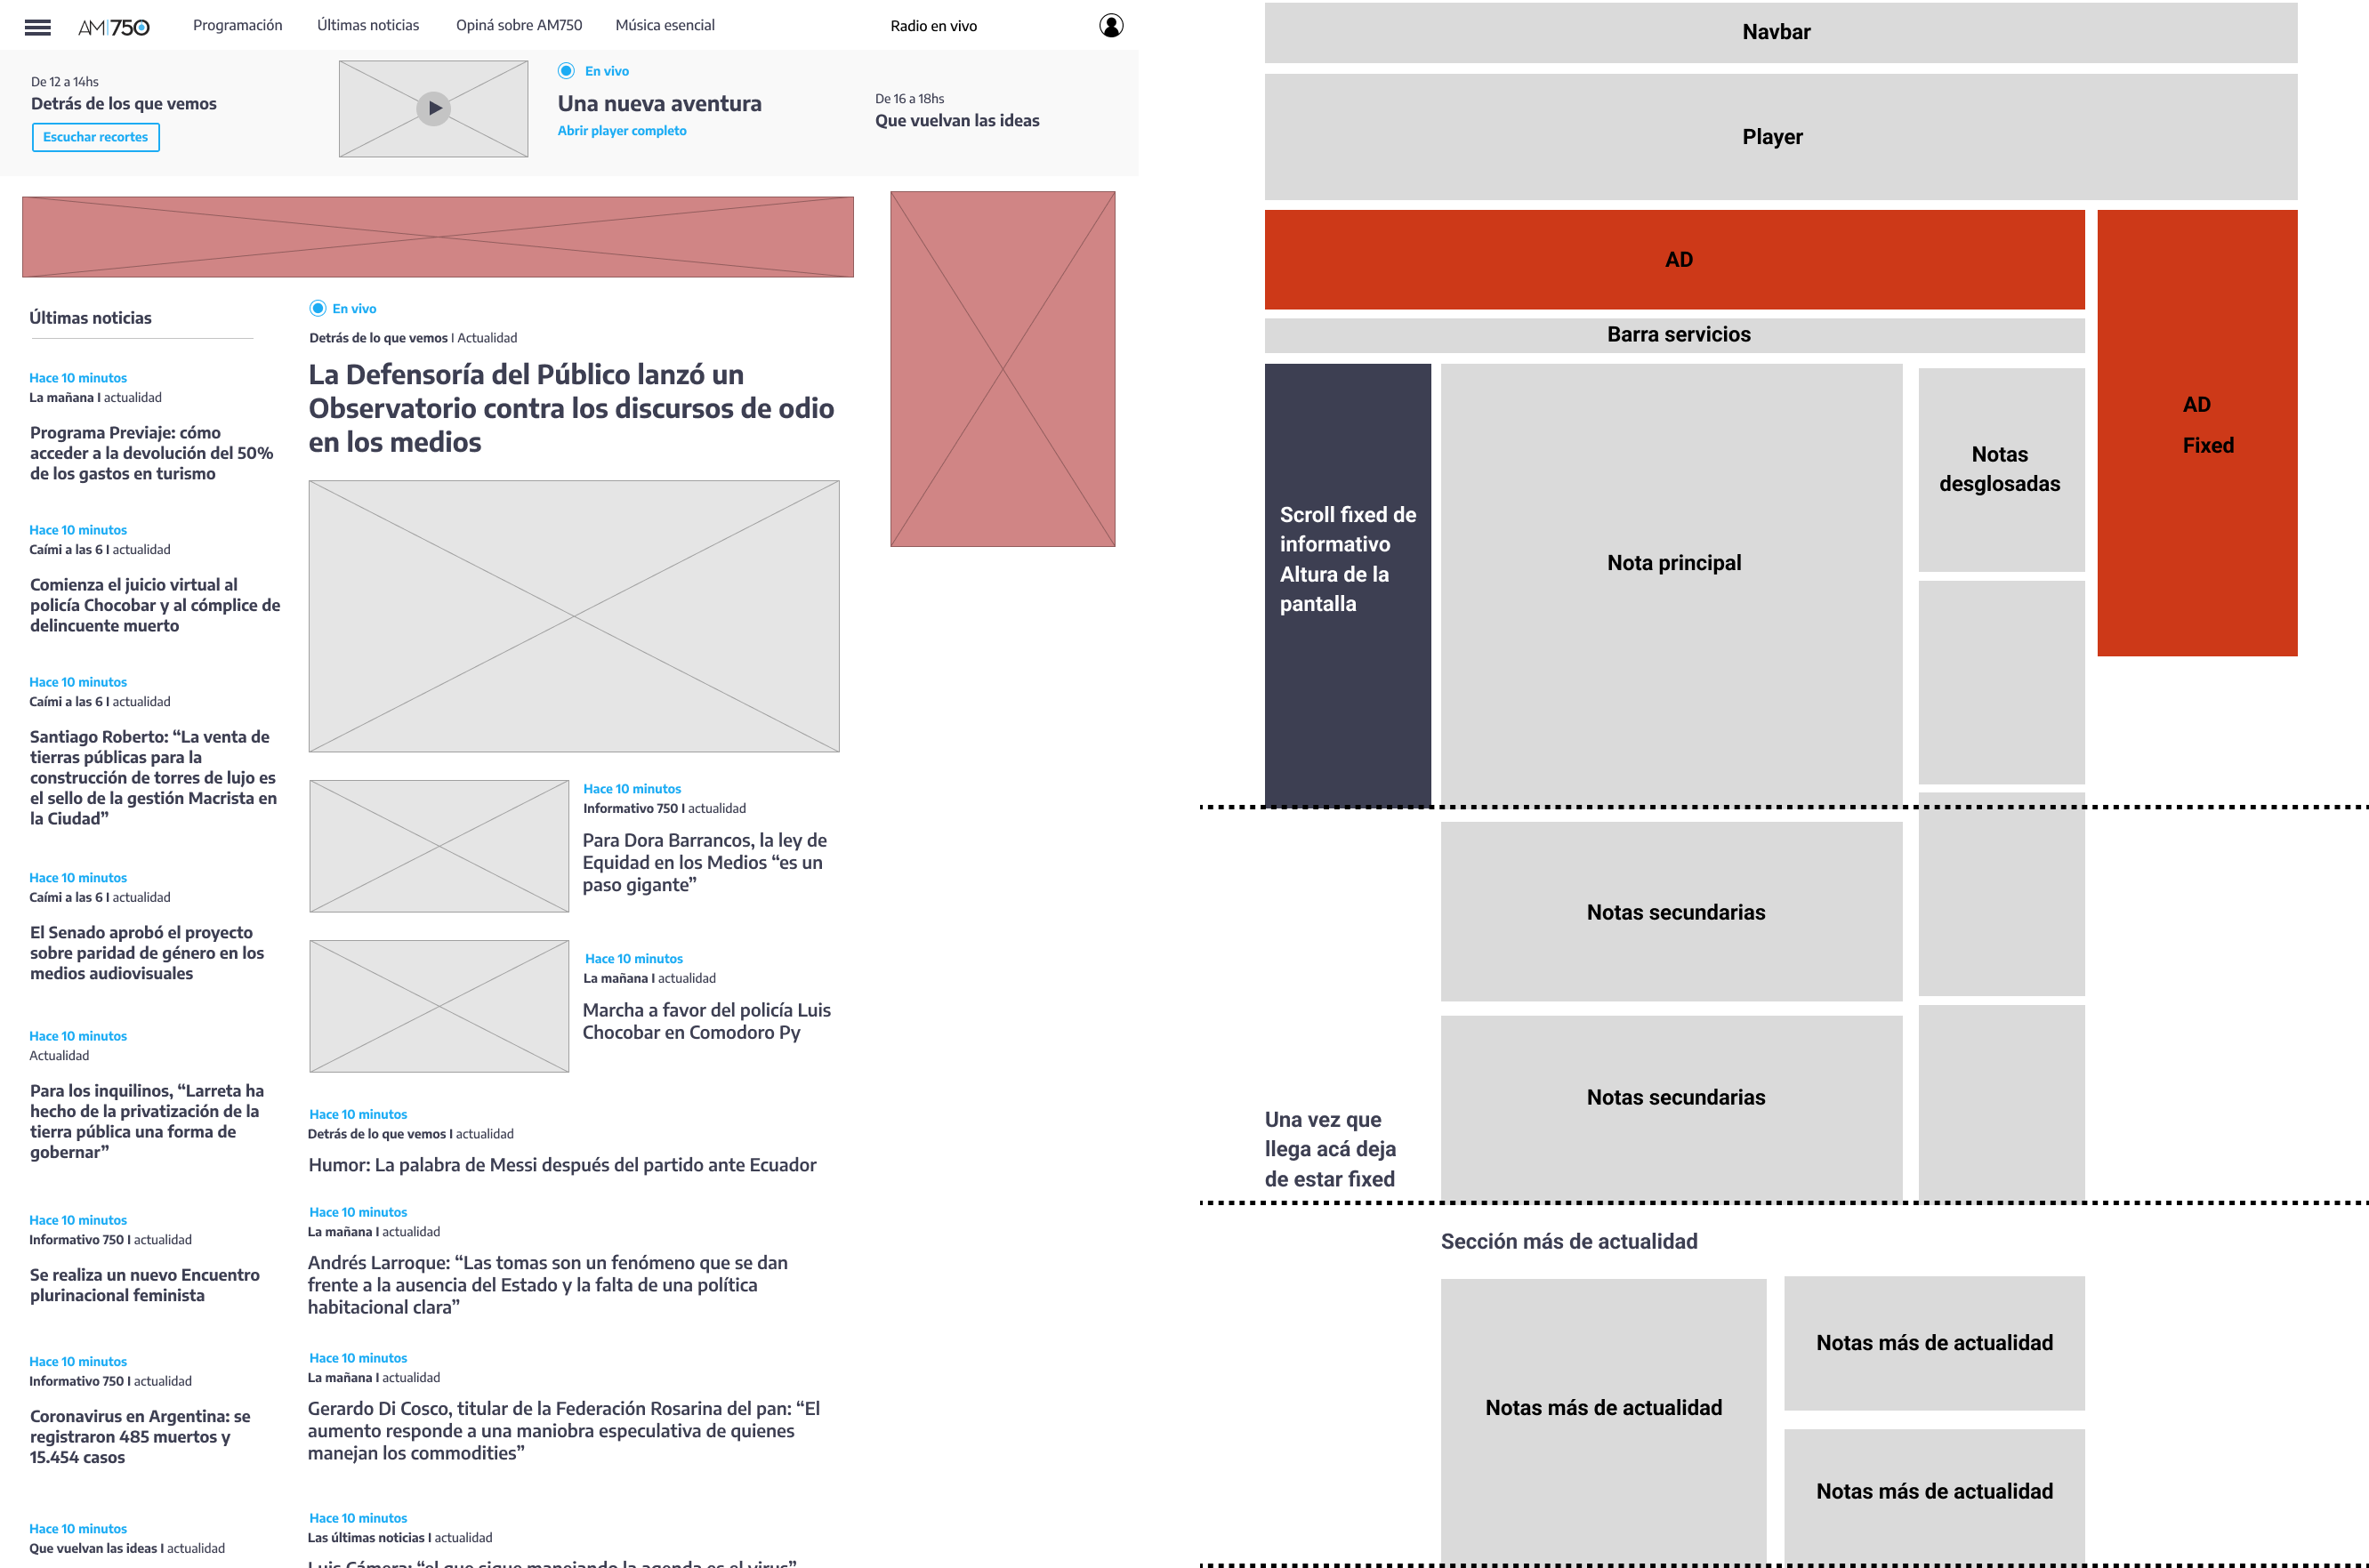 AM|750
Programación
Últimas noticias
Opiná sobre AM750
Música esencial
Radio en vivo
De 12 a 14hs
Detrás de los que vemos
Escuchar recortes
En vivo
Una nueva aventura
Abrir player completo
De 16 a 18hs
Que vuelvan las ideas
Últimas noticias
Hace 10 minutos
La mañana I actualidad
Programa Previaje: cómo
acceder a la devolución del 50%
de los gastos en turismo
Hace 10 minutos
Caími a las 6 I actualidad
Comienza el juicio virtual al
policía Chocobar y al cómplice de
delincuente muerto
Hace 10 minutos
Caími a las 6 I actualidad
Santiago Roberto: “La venta de
tierras públicas para la
construcción de torres de lujo es
el sello de la gestión Macrista en
la Ciudad”
Hace 10 minutos
Caími a las 6 I actualidad
El Senado aprobó el proyecto
sobre paridad de género en los
medios audiovisuales
Hace 10 minutos
Actualidad
Para los inquilinos, “Larreta ha
hecho de la privatización de la
tierra pública una forma de
gobernar”
Hace 10 minutos
Informativo 750 I actualidad
Se realiza un nuevo Encuentro
plurinacional feminista
Hace 10 minutos
Informativo 750 I actualidad
Coronavirus en Argentina: se
registraron 485 muertos y
15.454 casos
Hace 10 minutos
Que vuelvan las ideas I actualidad
En vivo
Detrás de lo que vemos I Actualidad
La Defensoría del Público lanzó un
Observatorio contra los discursos de odio
en los medios
Hace 10 minutos
Informativo 750 I actualidad
Para Dora Barrancos, la ley de
Equidad en los Medios “es un
paso gigante”
Hace 10 minutos
La mañana I actualidad
Marcha a favor del policía Luis
Chocobar en Comodoro Py
Hace 10 minutos
Detrás de lo que vemos I actualidad
Humor: La palabra de Messi después del partido ante Ecuador
Hace 10 minutos
La mañana I actualidad
Andrés Larroque: “Las tomas son un fenómeno que se dan
frente a la ausencia del Estado y la falta de una política
habitacional clara”
Hace 10 minutos
La mañana I actualidad
Gerardo Di Cosco, titular de la Federación Rosarina del pan: “El
aumento responde a una maniobra especulativa de quienes
manejan los commodities”
Hace 10 minutos
Las últimas noticias I actualidad
Luis Cámera: “el que sigue manejando la agenda es el virus”
Navbar
Player
AD
Barra servicios
AD
Fixed
Scroll fixed de
informativo
Altura de la
pantalla
Nota principal
Notas
desglosadas
Notas secundarias
Notas secundarias
Una vez que
llega acá deja
de estar fixed
Sección más de actualidad
Notas más de actualidad
Notas más de actualidad
Notas más de actualidad